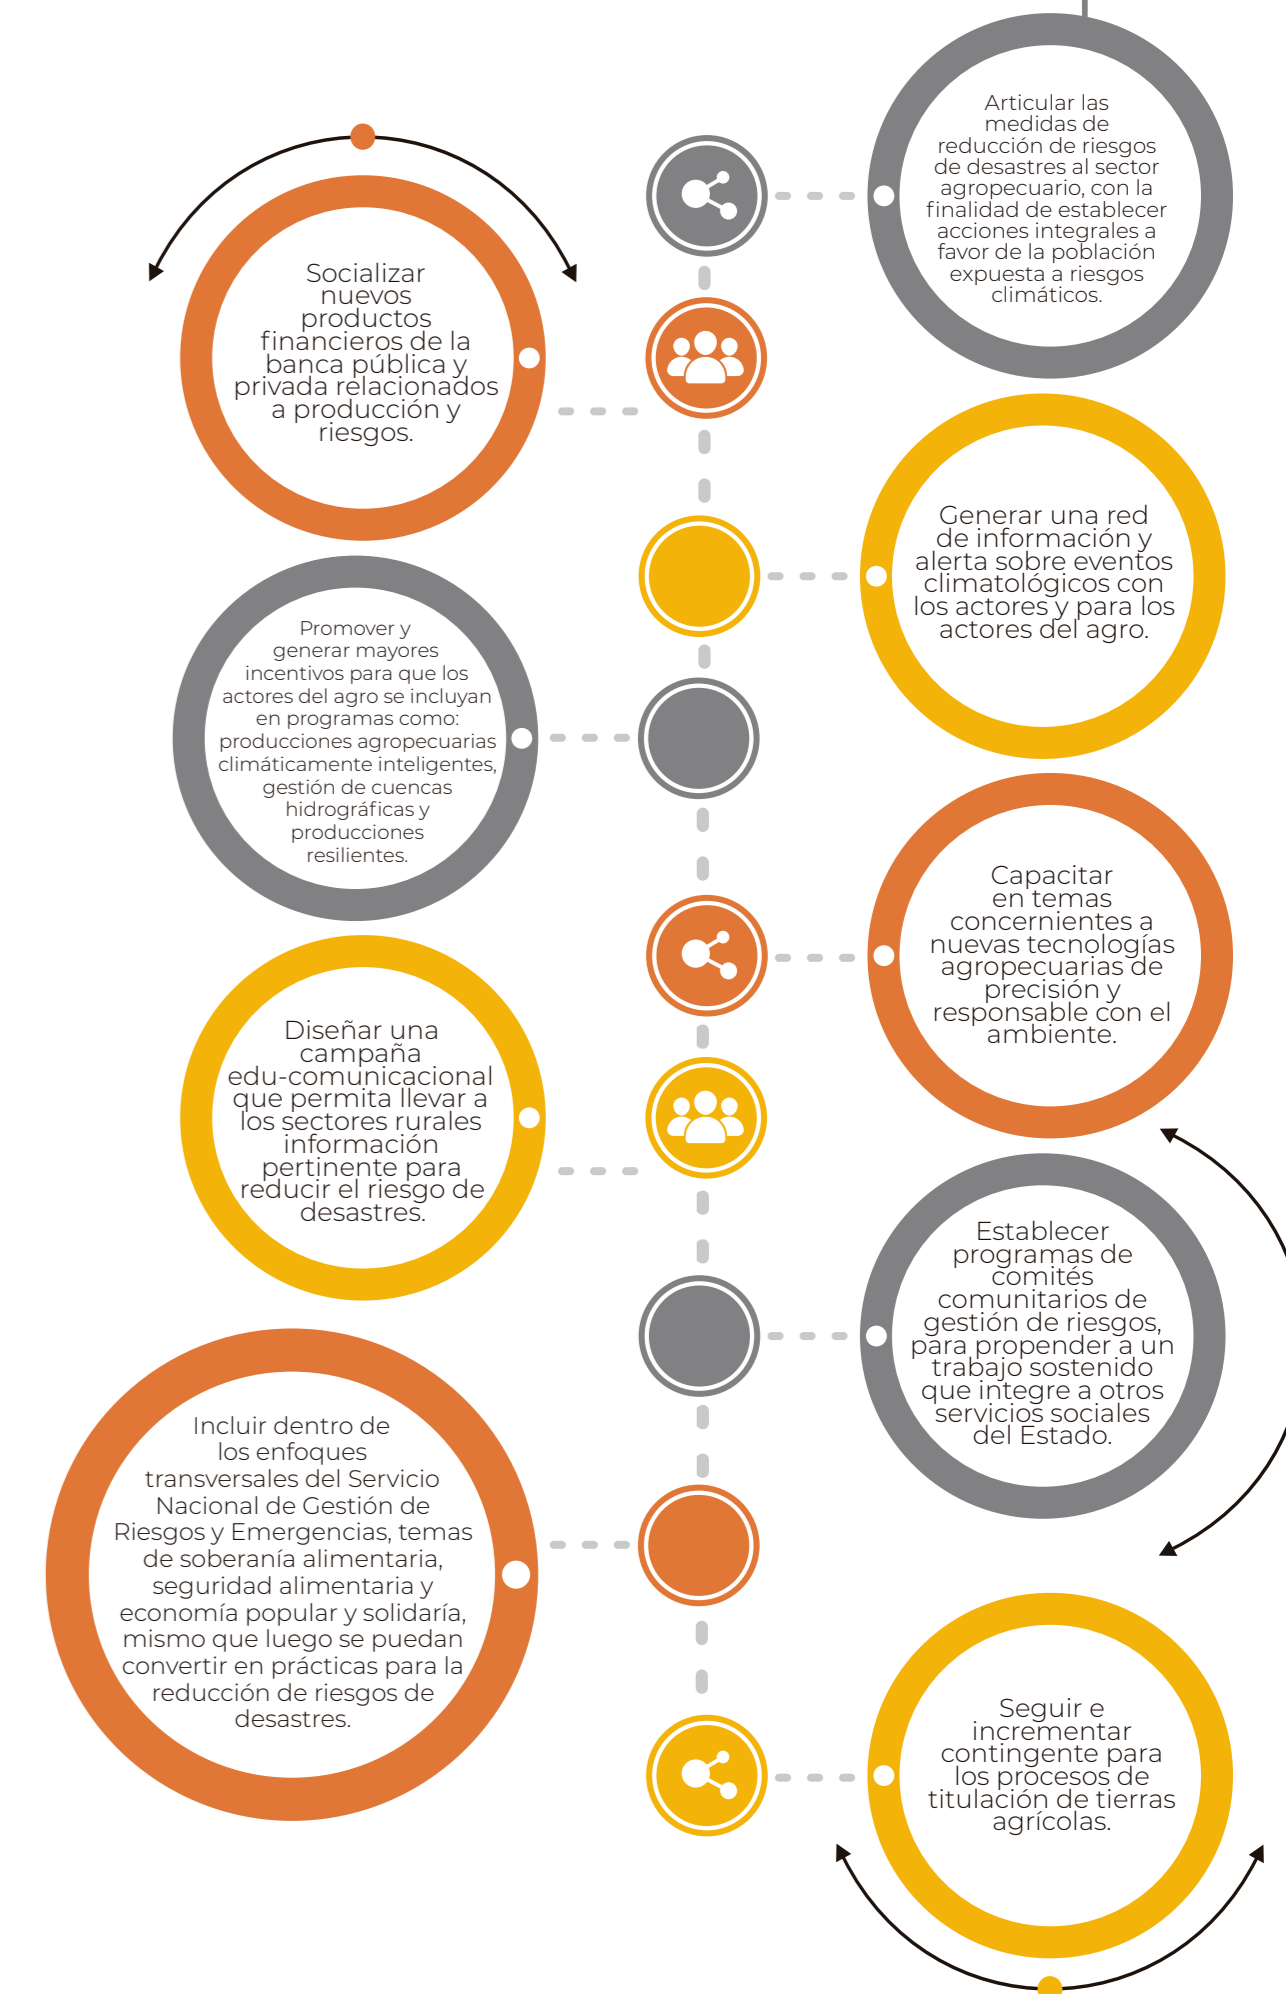 Articular las
medidas de
reducción de riesgos
de desastres al sector
agropecuario, con la
finalidad de establecer
acciones integrales a
favor de la población
expuesta a riesgos
climáticos.
Socializar
nuevos
productos
financieros de la
banca pública y
privada relacionados
a producción y
riesgos.
Generar una red
de información y
alerta sobre eventos
climatológicos con
los actores y para los
actores del agro.
Promover y
generar mayores
incentivos para que los
actores del agro se incluyan
en programas como:
producciones agropecuarias
climáticamente inteligentes,
gestión de cuencas
hidrográficas y
producciones
resilientes.
Capacitar
en temas
concernientes a
nuevas tecnologías
agropecuarias de
precisión y
responsable con el
ambiente.
Diseñar una
campaña
edu-comunicacional
que permita llevar a
los sectores rurales
información
pertinente para
reducir el riesgo de
desastres.
Establecer
programas de
comités
comunitarios de
gestión de riesgos,
para propender a un
trabajo sostenido
que integre a otros
servicios sociales
del Estado.
Incluir dentro de
los enfoques
transversales del Servicio
Nacional de Gestión de
Riesgos y Emergencias, temas
de soberanía alimentaria,
seguridad alimentaria y
economía popular y solidaría,
mismo que luego se puedan
convertir en prácticas para la
reducción de riesgos de
desastres.
Seguir e
incrementar
contingente para
los procesos de
titulación de tierras
agrícolas.